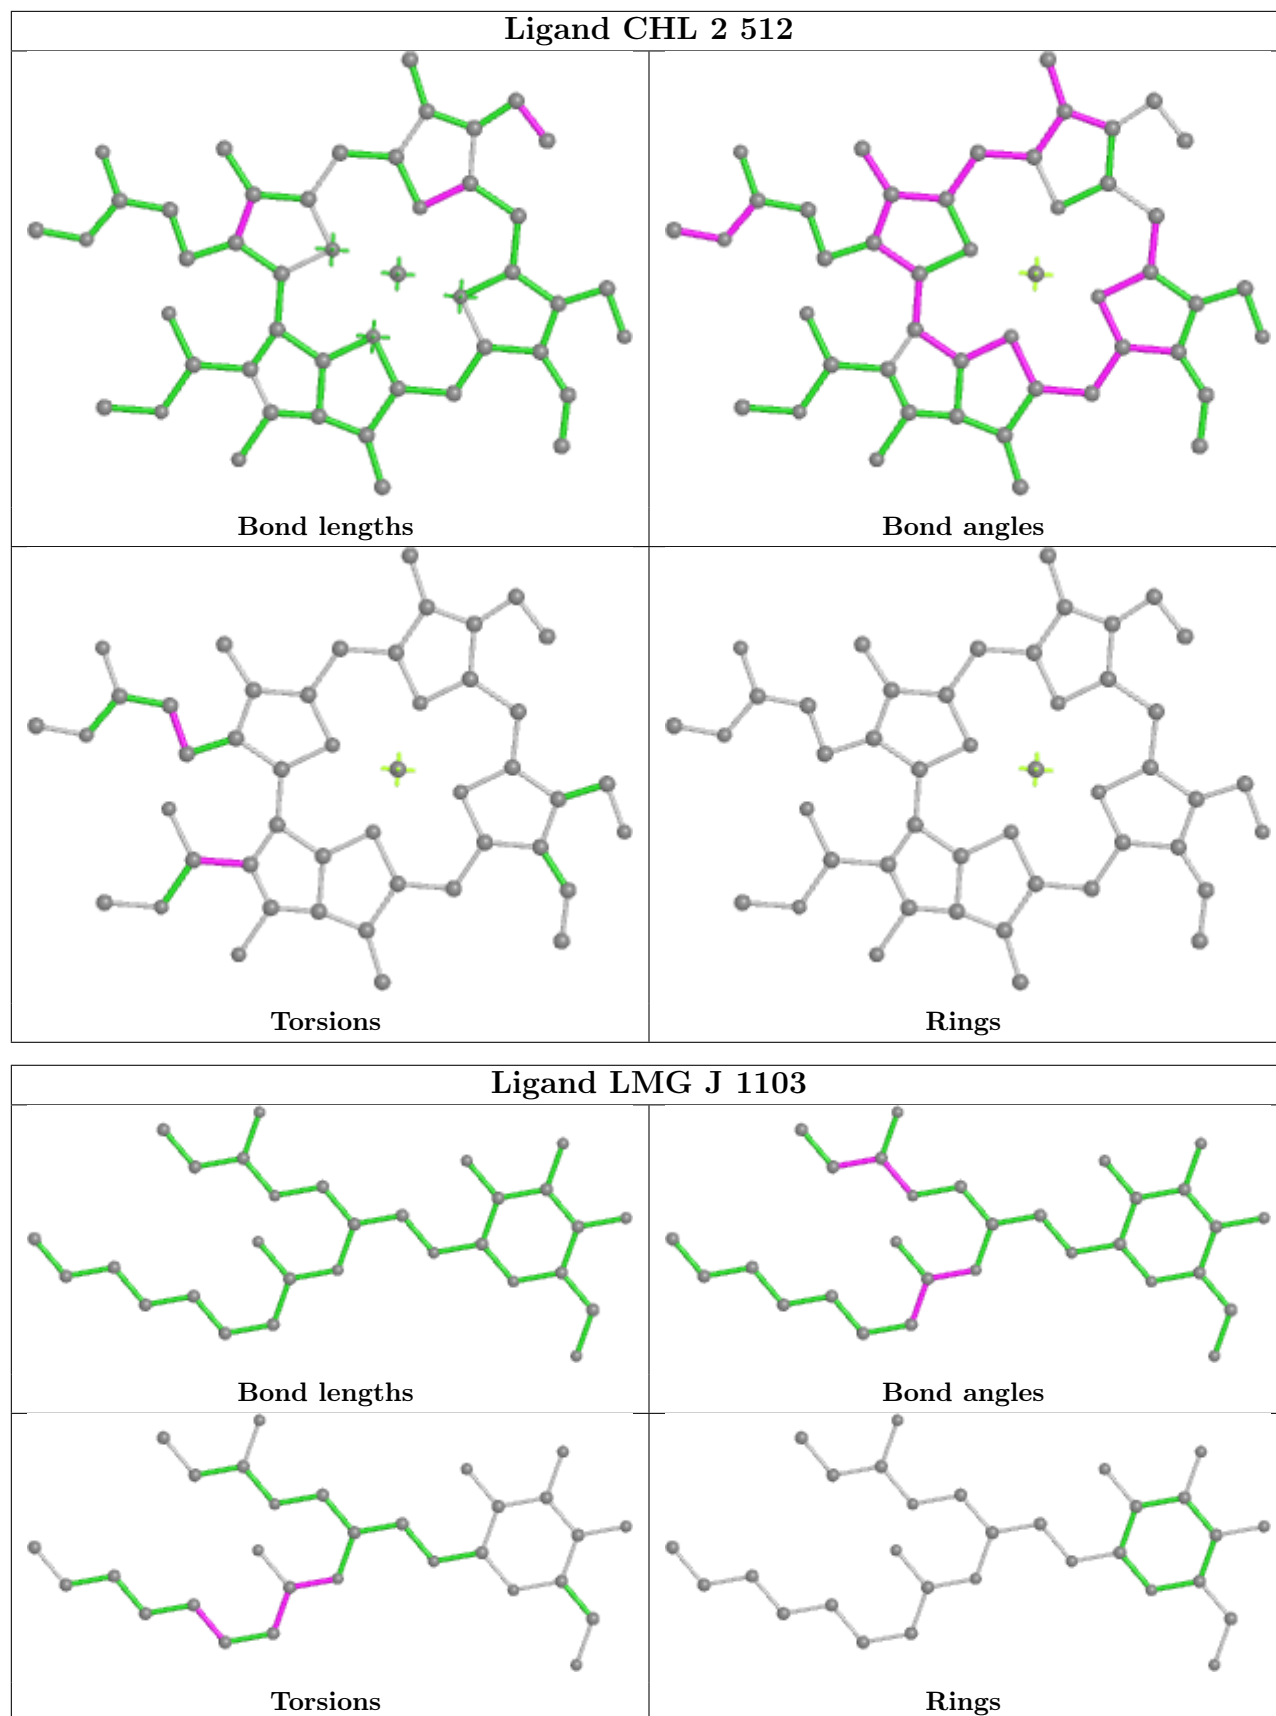 Ligand CHL 2 512
Bond lengths
Bond angles
Torsions
Rings
Ligand LMG J 1103
Bond lengths
Bond angles
Torsions
Rings